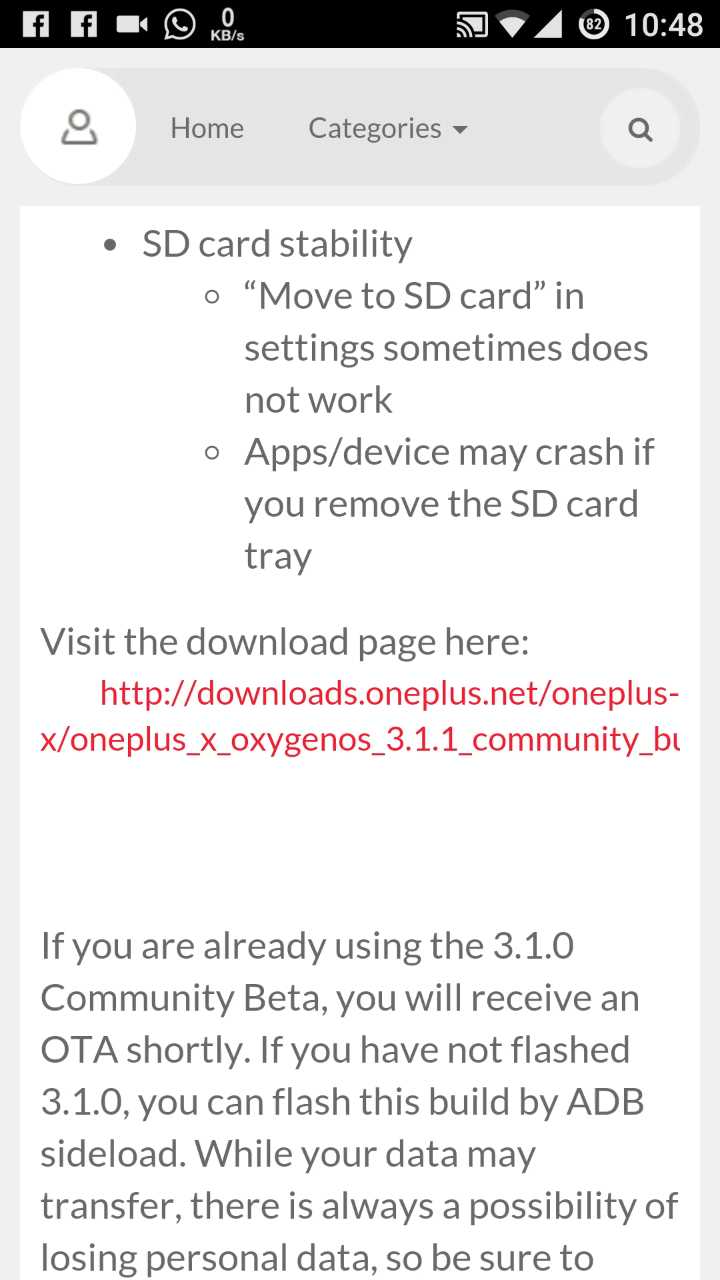 0
KB/s
82
10:48
Home
Categories
• SD card stability
○ “Move to SD card” in
settings sometimes does
not work
○ Apps/device may crash if
you remove the SD card
tray
Visit the download page here:
http://downloads.oneplus.net/oneplus-
x/oneplus_x_oxygenos_3.1.1_community_bu
If you are already using the 3.1.0
Community Beta, you will receive an
OTA shortly. If you have not flashed
3.1.0, you can flash this build by ADB
sideload. While your data may
transfer, there is always a possibility of
losing personal data, so be sure to